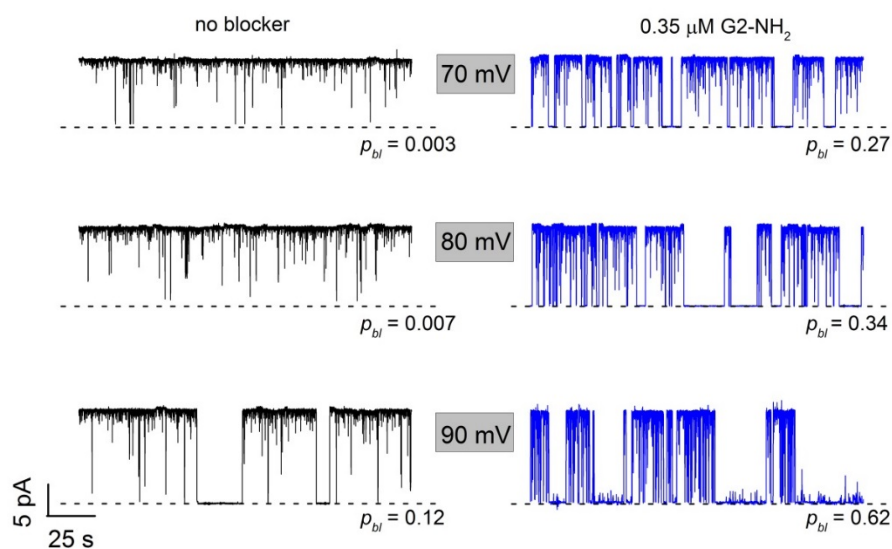 no blocker
0.35 μM G2-NH₂
70 mV
p_bl = 0.003
p_bl = 0.27
80 mV
p_bl = 0.007
p_bl = 0.34
90 mV
5 pA
25 s
p_bl = 0.12
p_bl = 0.62